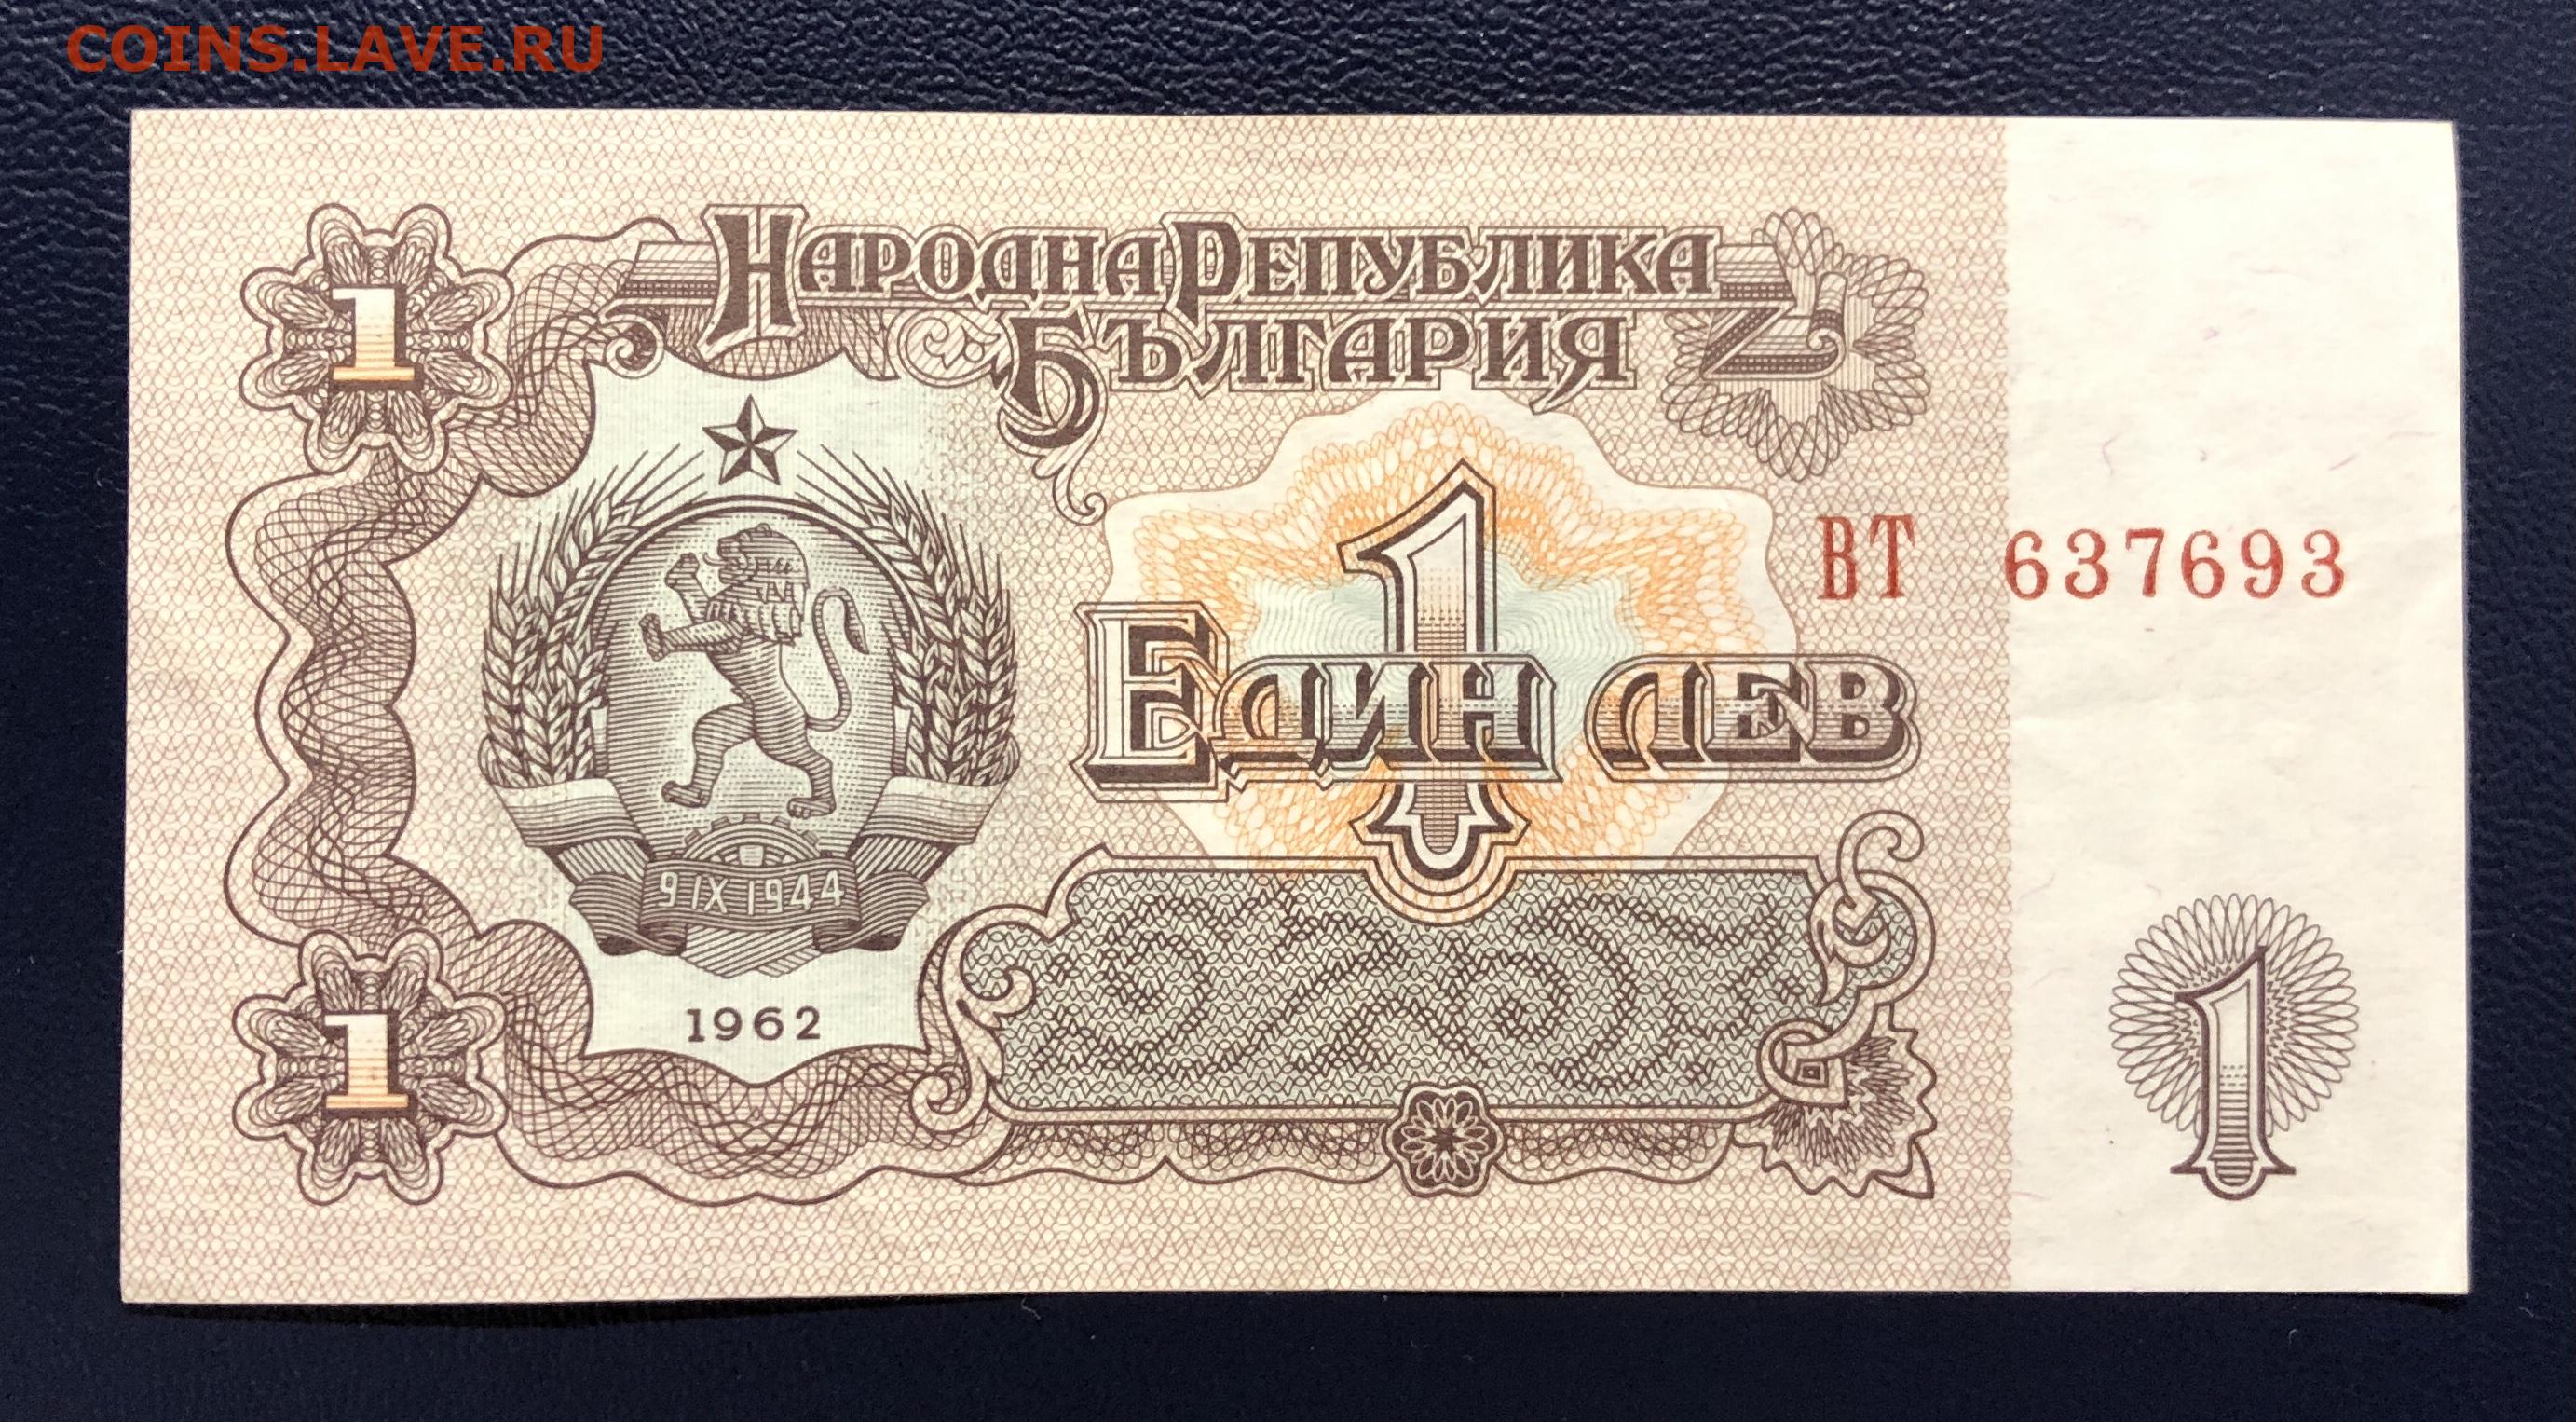 COINS.LAVE.RU
НАРОДНА РЕПУБЛИКА
БЪЛГАРИЯ
1
ВТ 637693
1
ЕДИН ЛЕВ
9 IX 1944
1962
1
1